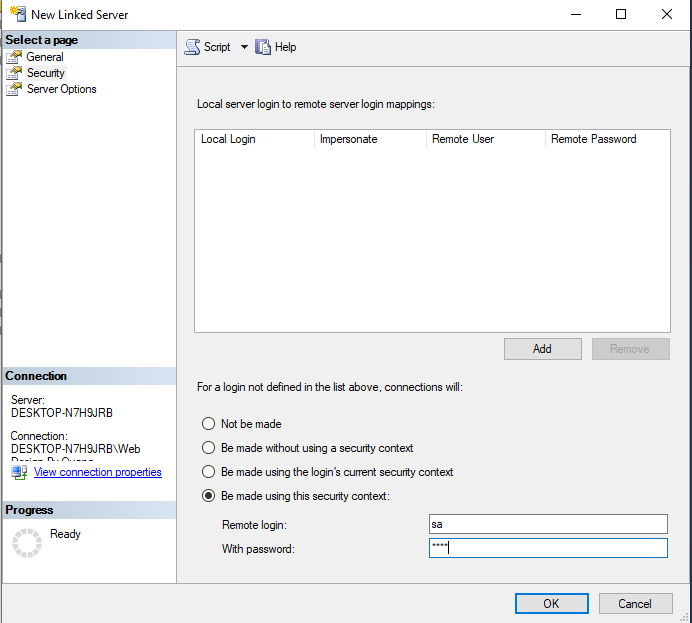 New Linked Server
Select a page
General
Security
Server Options
Script
Help
Local server login to remote server login mappings:
Local Login Impersonate Remote User Remote Password
Add Remove
For a login not defined in the list above, connections will:
Not be made
Be made without using a security context
Be made using the login's current security context
Be made using this security context:
Remote login: sa
With password: ****
Connection
Server:
DESKTOP-N7H9JRB
Connection:
DESKTOP-N7H9JRB\Web
Design By Quang
View connection properties
Progress
Ready
OK Cancel